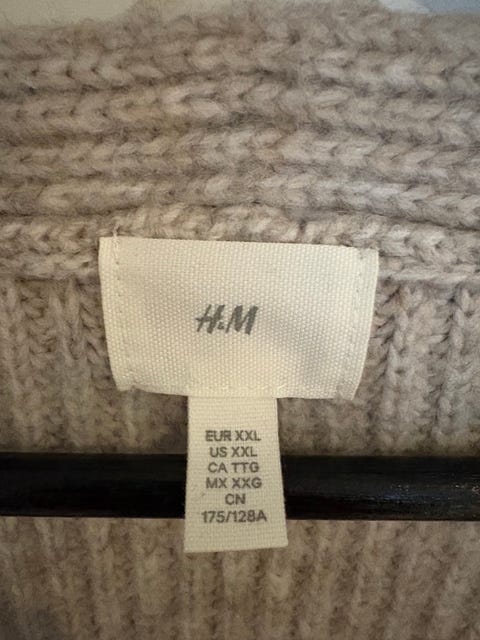 H&M
EUR XXL
US XXL
CA TTG
MX XXG
CN
175/128A